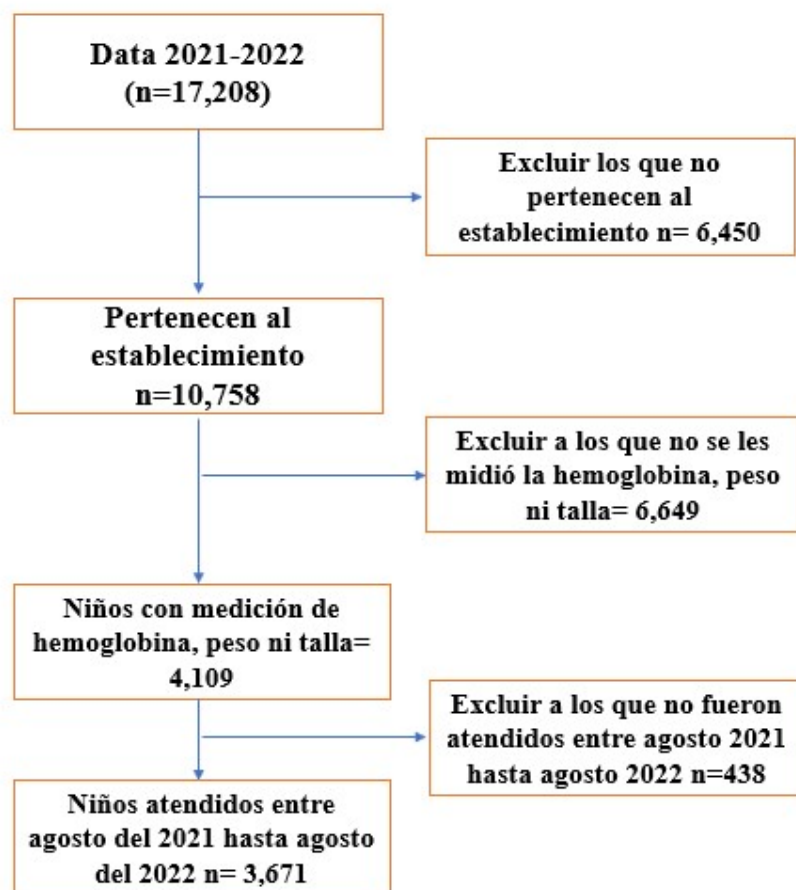 Data 2021-2022
(n=17,208)
Excluir los que no
pertenecen al
establecimiento n= 6,450
Pertenecen al
establecimiento
n=10,758
Excluir a los que no se les
midió la hemoglobina, peso
ni talla= 6,649
Niños con medición de
hemoglobina, peso ni talla=
4,109
Excluir a los que no fueron
atendidos entre agosto 2021
hasta agosto 2022 n=438
Niños atendidos entre
agosto del 2021 hasta agosto
del 2022 n= 3,671